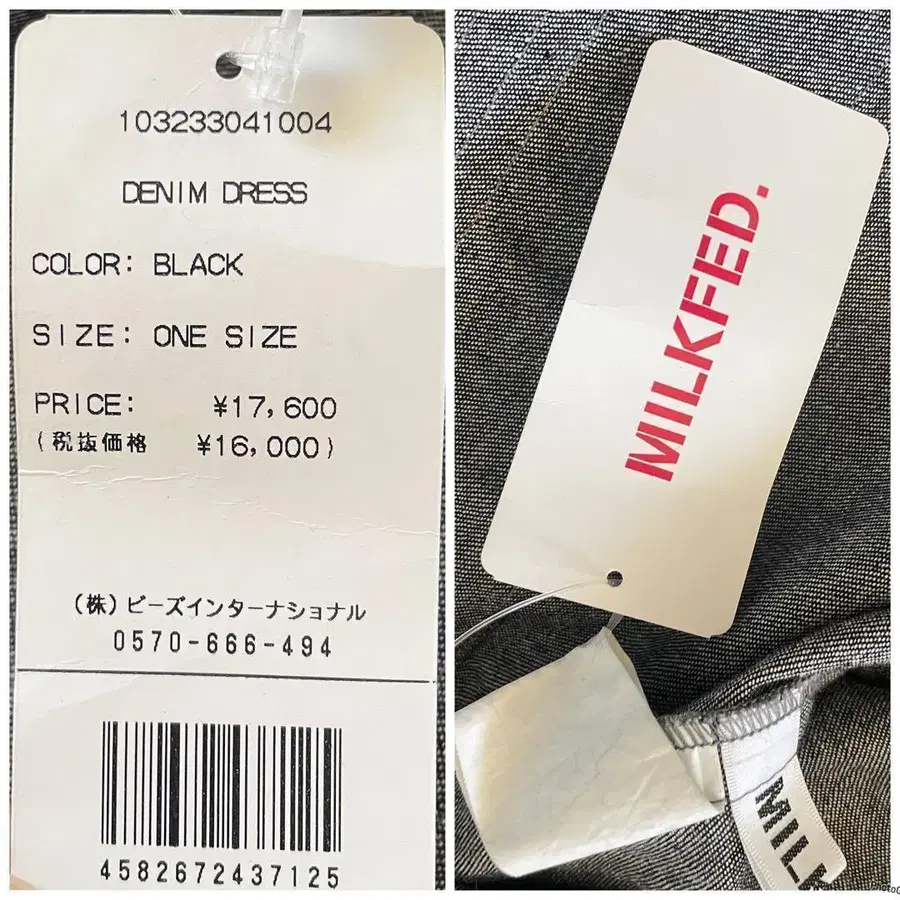 103233041004
DENIM DRESS
COLOR: BLACK
SIZE: ONE SIZE
PRICE: ¥17,600
(税抜価格 ¥16,000)
(株)ビーズインターナショナル
0570-666-494
4582672437125
MILKFED.
MILK